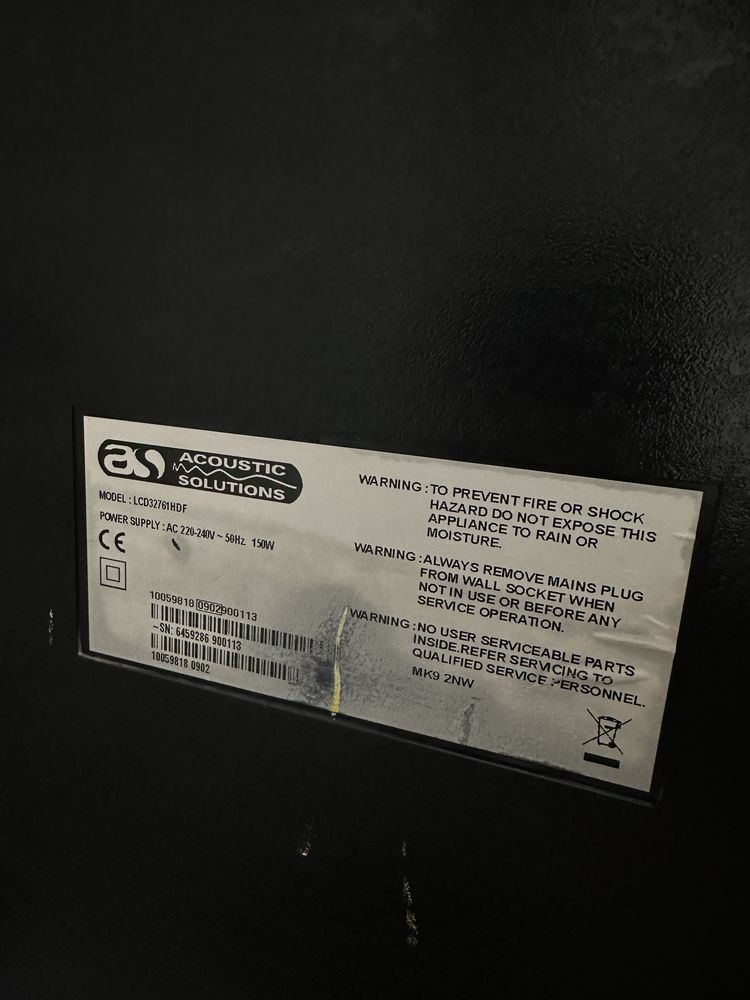 as ACOUSTIC
SOLUTIONS
MODEL : LCD32761HDF
POWER SUPPLY : AC 220-240V ~ 50Hz 150W
CE
10059818 0902 900113
-SN: 6459286 900113
10059818 0902
WARNING : TO PREVENT FIRE OR SHOCK
HAZARD DO NOT EXPOSE THIS
APPLIANCE TO RAIN OR
MOISTURE.
WARNING : ALWAYS REMOVE MAINS PLUG
FROM WALL SOCKET WHEN
NOT IN USE OR BEFORE ANY
SERVICE OPERATION.
WARNING : NO USER SERVICEABLE PARTS
INSIDE.REFER SERVICING TO
QUALIFIED SERVICE PERSONNEL.
MK9 2NW